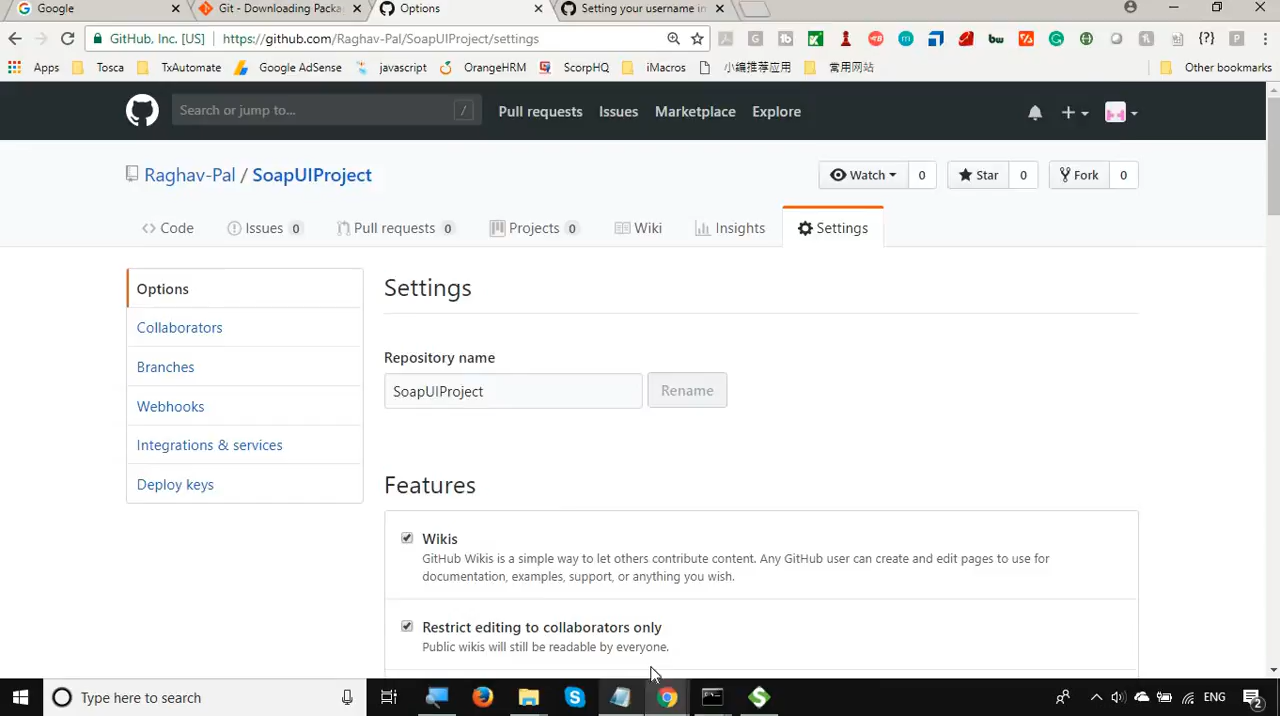 Google
Git - Downloading Packa
Options
Setting your username in
GitHub, Inc. [US]
https://github.com/Raghav-Pal/SoapUIProject/settings
Apps
Tosca
TxAutomate
Google AdSense
javascript
OrangeHRM
ScorpHQ
iMacros
小编推荐应用
常用网站
Other bookmarks
Search or jump to...
/
Pull requests
Issues
Marketplace
Explore
Raghav-Pal / SoapUIProject
Watch
0
Star
0
Fork
0
Code
Issues 0
Pull requests 0
Projects 0
Wiki
Insights
Settings
Options
Collaborators
Branches
Webhooks
Integrations & services
Deploy keys
Settings
Repository name
SoapUIProject
Rename
Features
Wikis
GitHub Wikis is a simple way to let others contribute content. Any GitHub user can create and edit pages to use for
documentation, examples, support, or anything you wish.
Restrict editing to collaborators only
Public wikis will still be readable by everyone.
Type here to search
ENG
2